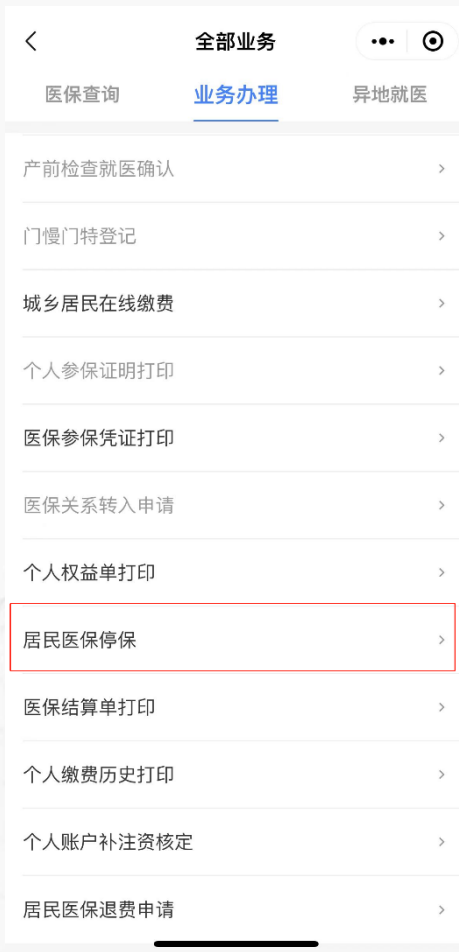 全部业务
医保查询 业务办理 异地就医
产前检查就医确认
门慢门特登记
城乡居民在线缴费
个人参保证明打印
医保参保凭证打印
医保关系转入申请
个人权益单打印
居民医保停保
医保结算单打印
个人缴费历史打印
个人账户补注资核定
居民医保退费申请